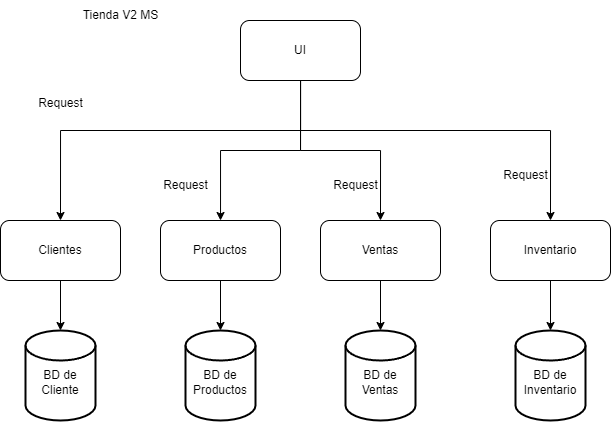 Tienda V2 MS
UI
Request
Request
Request
Request
Clientes
Productos
Ventas
Inventario
BD de
Cliente
BD de
Productos
BD de
Ventas
BD de
Inventario